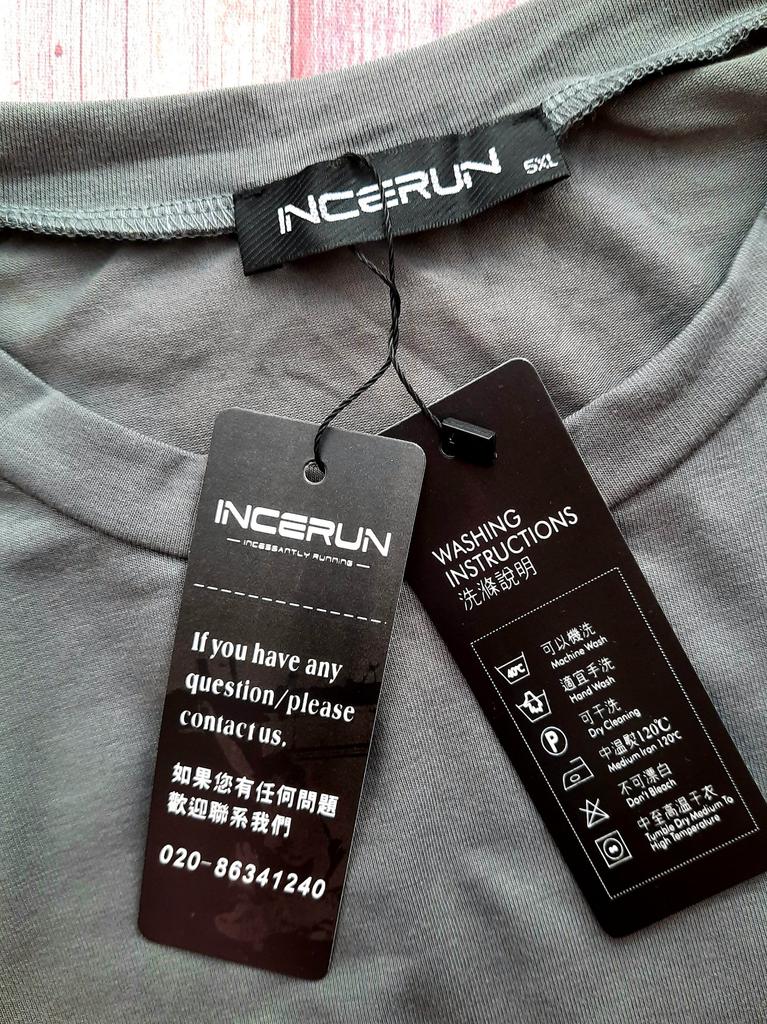 INCERUN
5XL
INCERUN
INCESSANTLY RUNNING
If you have any
question/please
contact us.
如果您有任何問題
歡迎聯系我們
020-86341240
WASHING
INSTRUCTIONS
洗滌說明
40℃
可以機洗
Machine Wash
適宜手洗
Hand Wash
P
可干洗
Dry Cleaning
中溫熨120℃
Medium Iron 120℃
不可漂白
Don't Bleach
中至高溫干衣
Tumble Dry Medium To
High Temperature